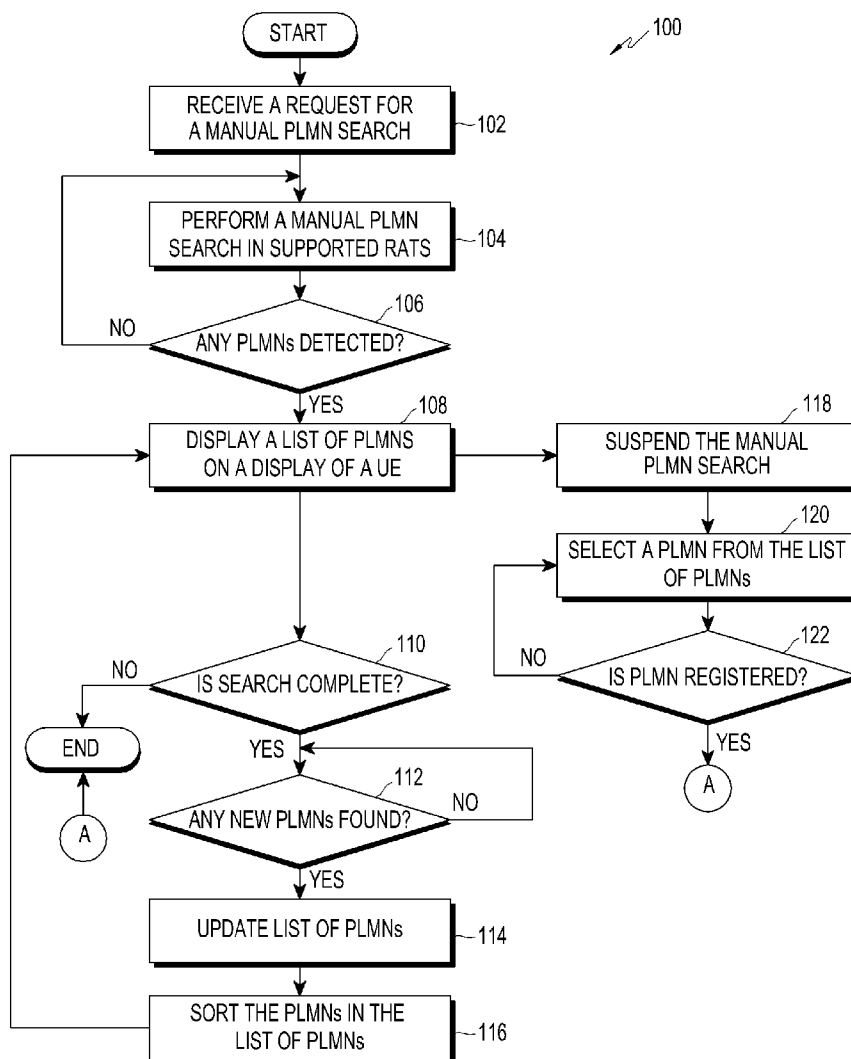 START
100
RECEIVE A REQUEST FOR
A MANUAL PLMN SEARCH
102
PERFORM A MANUAL PLMN
SEARCH IN SUPPORTED RATS
104
106
NO
ANY PLMNs DETECTED?
YES
108
DISPLAY A LIST OF PLMNS
ON A DISPLAY OF A UE
118
SUSPEND THE MANUAL
PLMN SEARCH
120
SELECT A PLMN FROM THE LIST
OF PLMNs
122
NO
IS PLMN REGISTERED?
YES
A
110
NO
IS SEARCH COMPLETE?
END
YES
A
112
ANY NEW PLMNs FOUND?
NO
YES
UPDATE LIST OF PLMNs
114
SORT THE PLMNs IN THE
LIST OF PLMNs
116